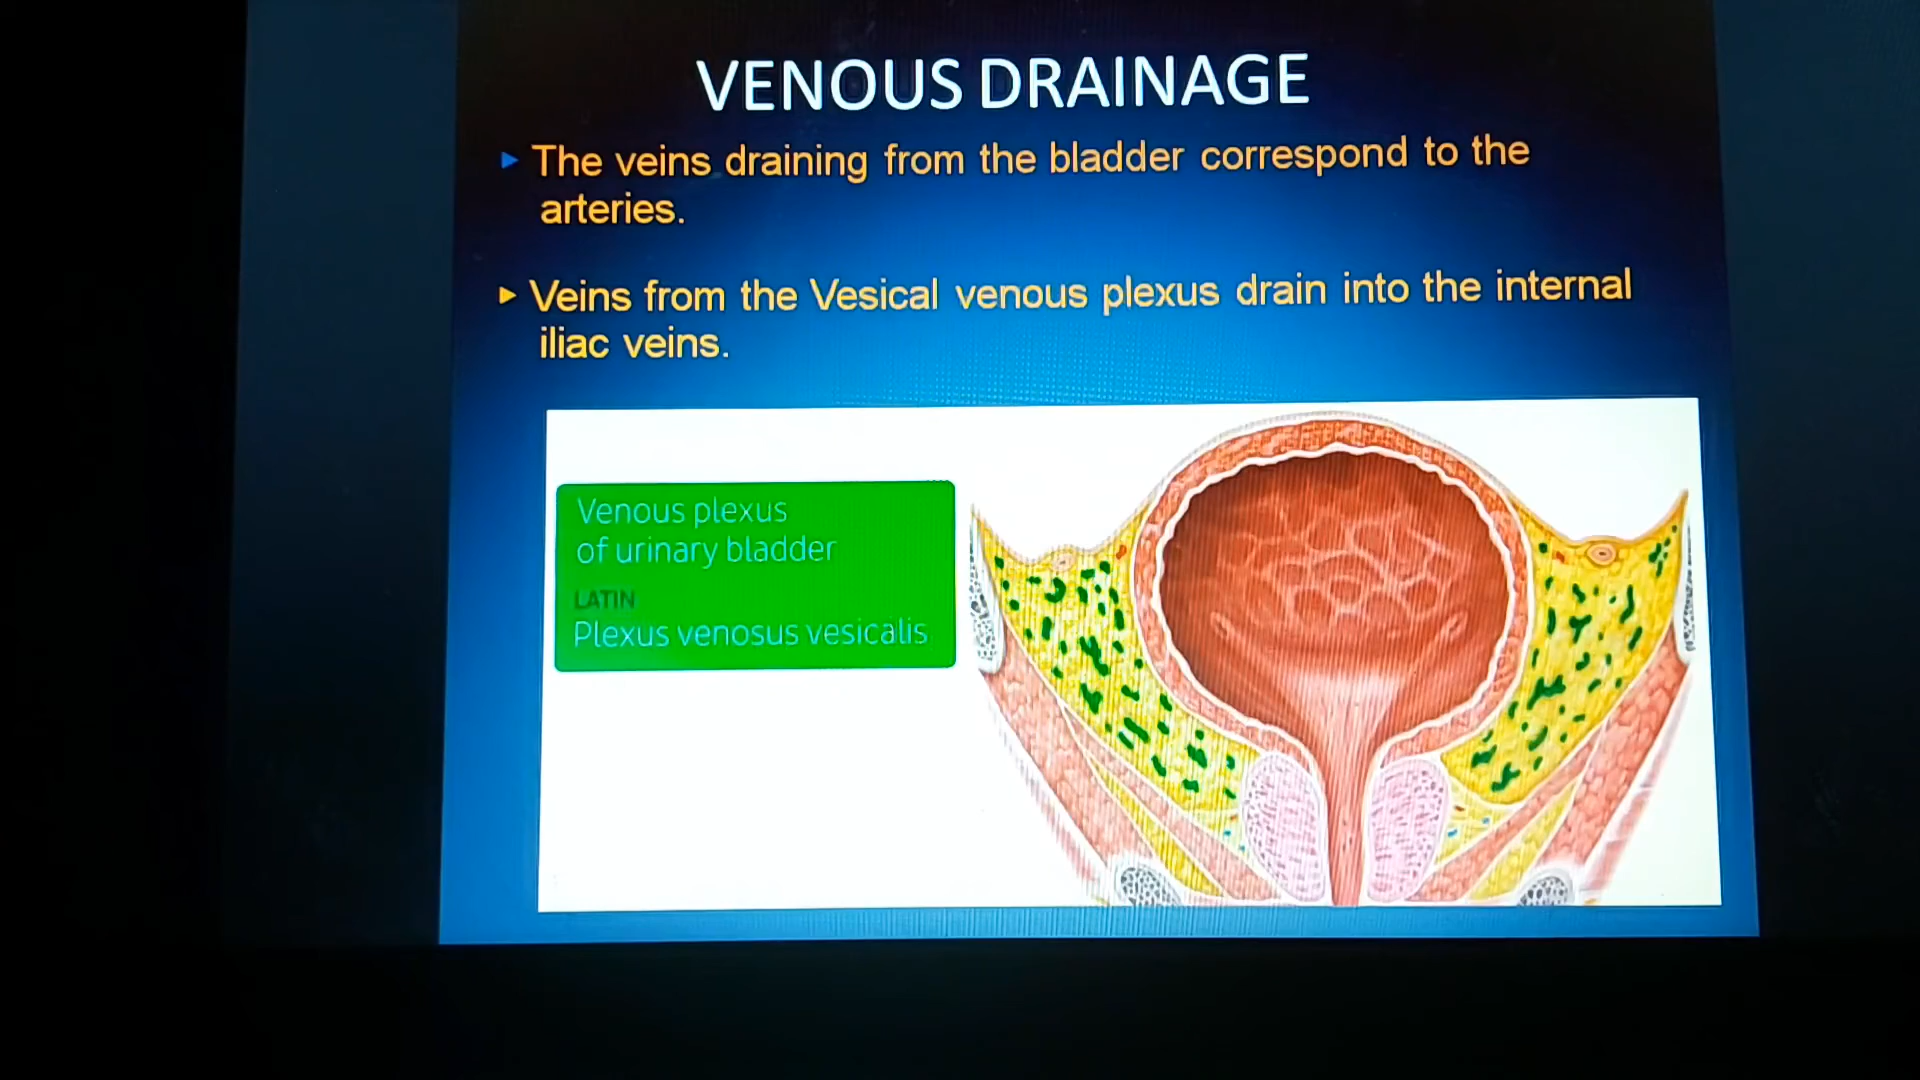 VENOUS DRAINAGE
The veins draining from the bladder correspond to the
arteries.
Veins from the Vesical venous plexus drain into the internal
iliac veins.
Venous plexus
of urinary bladder
LATIN
Plexus venosus vesicalis